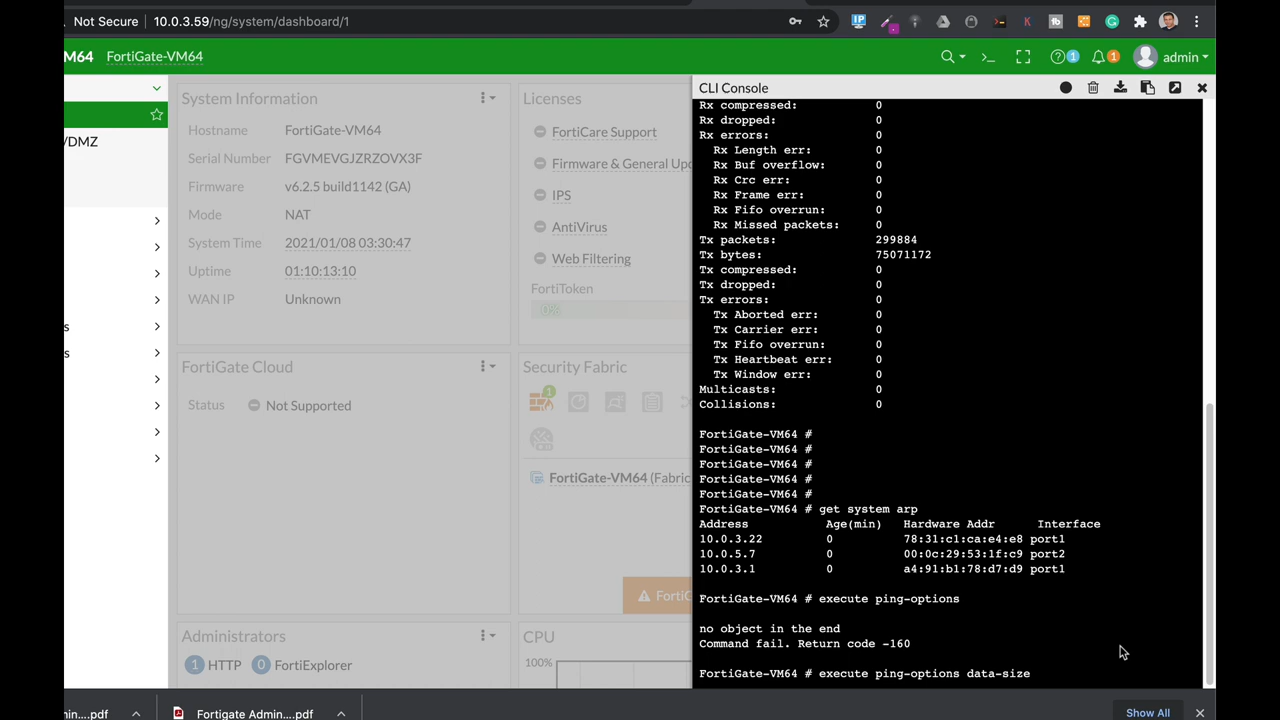 Not Secure 10.0.3.59/ng/system/dashboard/1
M64 FortiGate-VM64
1 1 admin
/DMZ
s
s
System Information
Hostname FortiGate-VM64
Serial Number FGVMEVGJZRZOVX3F
Firmware v6.2.5 build1142 (GA)
Mode NAT
System Time 2021/01/08 03:30:47
Uptime 01:10:13:10
WAN IP Unknown
Licenses
FortiCare Support
Firmware & General Up
IPS
AntiVirus
Web Filtering
FortiToken
0%
FortiGate Cloud
Status Not Supported
Security Fabric
1
FortiGate-VM64 (Fabric
FortiC
Administrators
1 HTTP 0 FortiExplorer
CPU
100%
CLI Console
Rx compressed: 0
Rx dropped: 0
Rx errors: 0
Rx Length err: 0
Rx Buf overflow: 0
Rx Crc err: 0
Rx Frame err: 0
Rx Fifo overrun: 0
Rx Missed packets: 0
Tx packets: 299884
Tx bytes: 75071172
Tx compressed: 0
Tx dropped: 0
Tx errors: 0
Tx Aborted err: 0
Tx Carrier err: 0
Tx Fifo overrun: 0
Tx Heartbeat err: 0
Tx Window err: 0
Multicasts: 0
Collisions: 0
FortiGate-VM64 #
FortiGate-VM64 #
FortiGate-VM64 #
FortiGate-VM64 #
FortiGate-VM64 #
FortiGate-VM64 # get system arp
Address Age(min) Hardware Addr Interface
10.0.3.22 0 78:31:c1:ca:e4:e8 port1
10.0.5.7 0 00:0c:29:53:1f:c9 port2
10.0.3.1 0 a4:91:b1:78:d7:d9 port1
FortiGate-VM64 # execute ping-options
no object in the end
Command fail. Return code -160
FortiGate-VM64 # execute ping-options data-size
min....pdf Fortigate Admin....pdf Show All